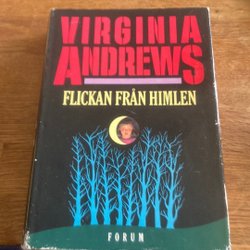 VIRGINIA
ANDREWS
FLICKAN FRÅN HIMLEN
FORUM